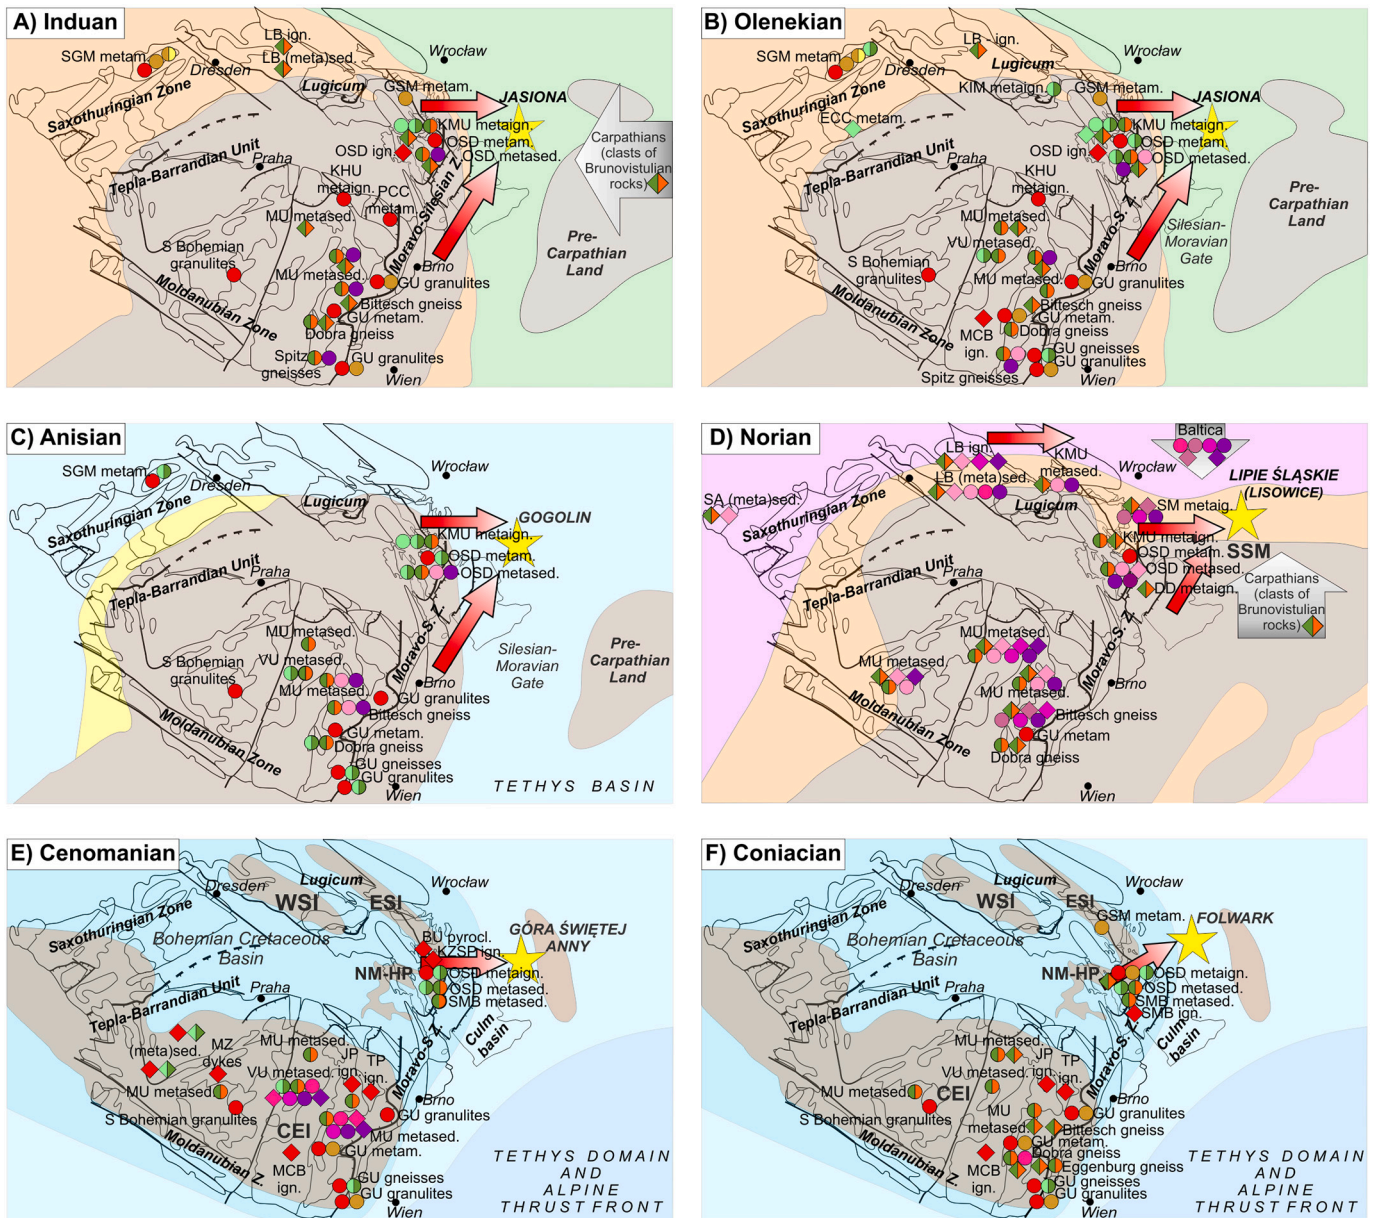 A) Induan
SGM metam.
LB ign.
LB (meta)sed.
Dresden
Wrocław
Saxothuringian Zone
Lugicum
GSM metam.
JASIONA
KMU metaign.
OSD metam.
OSD ign.
OSD metased.
Carpathians
(clasts of
Brunovistulian
rocks)
Tepla-Barrandian Unit
Praha
KHU
metaign.
PCC
metam.
Moravo-Silesian Z.
MU metased.
S Bohemian
granulites
MU metased.
Brno
GU granulites
Pre-
Carpathian
Land
Moldanubian Zone
Bittesch gneiss
GU metam.
Dobra gneiss
Spitz
gneisses
GU granulites
Wien
B) Olenekian
SGM metam.
LB - ign.
Dresden
Wrocław
Lugicum
KIM metaign.
GSM metam.
JASIONA
Saxothuringian Zone
ECC metam.
KMU metaign.
OSD metam.
OSD ign.
OSD metased.
Tepla-Barrandian Unit
Praha
KHU
metaign.
MU metased.
VU metased.
Moravo-S. Z.
Silesian-
Moravian
Gate
Pre-
Carpathian
Land
S Bohemian
granulites
MU metased.
Brno
GU granulites
Moldanubian Zone
Bittesch gneiss
GU metam.
Dobra gneiss
MCB
ign.
GU gneisses
GU granulites
Spitz gneisses
Wien
C) Anisian
SGM metam.
Dresden
Wrocław
Saxothuringian Zone
Lugicum
GOGOLIN
KMU metaign.
OSD metam.
OSD metased.
Tepla-Barrandian Unit
Praha
MU metased.
VU metased.
Moravo-S. Z.
Silesian-
Moravian
Gate
Pre-
Carpathian
Land
S Bohemian
granulites
MU metased.
Brno
GU granulites
Bittesch gneiss
Moldanubian Zone
GU metam.
Dobra gneiss
GU gneisses
GU granulites
Wien
TETHYS BASIN
D) Norian
LB ign.
KMU
metased.
Baltica
Wrocław
LB (meta)sed.
LIPIE ŚLĄSKIE
(LISOWICE)
SA (meta)sed.
Saxothuringian Zone
Lugicum
SM metaig.
KMU metaign.
SSM
OSD metam.
OSD metased.
DD metaign.
Carpathians
(clasts of
Brunovistulian
rocks)
Tepla-Barrandian Unit
Praha
MU metased.
Moravo-S. Z.
MU metased.
MU metased.
Brno
Bittesch gneiss
GU metam
Dobra gneiss
Moldanubian Zone
Wien
E) Cenomanian
Dresden
Lugicum
Wrocław
WSI
ESI
Saxothuringian Zone
Bohemian Cretaceous
Basin
BU pyrocl.
KZSP ign.
GÓRA ŚWIĘTEJ
ANNY
NM-HP
OSD metaign.
OSD metased.
SMB metased.
Tepla-Barrandian Unit
Praha
Culm
basin
Moravo-S Z.
(meta)sed.
MZ
dykes
MU metased.
JP
ign.
TP
ign.
VU metased.
MU metased.
S Bohemian granulites
Brno
GU granulites
CEI
MU metased.
GU metam.
Moldanubian Z.
MCB
ign.
GU gneisses
GU granulites
Wien
TETHYS DOMAIN
AND
ALPINE
THRUST FRONT
F) Coniacian
Dresden
Lugicum
Wrocław
WSI
ESI
GSM metam.
FOLWARK
Saxothuringian Zone
Bohemian Cretaceous
Basin
NM-HP
OSD metaign.
OSD metased.
SMB metased.
SMB ign.
Tepla-Barrandian Unit
Praha
Culm
basin
Moravo-S. Z.
MU metased.
VU metased.
JP
ign.
TP
ign.
MU metased.
CEI
S Bohemian granulites
Brno
GU granulites
MU
metased.
Bittesch gneiss
GU metam.
Dobra gneiss
Eggenburg gneiss
Moldanubian Z.
MCB
ign.
GU gneiss
GU granulites
Wien
TETHYS DOMAIN
AND
ALPINE
THRUST FRONT